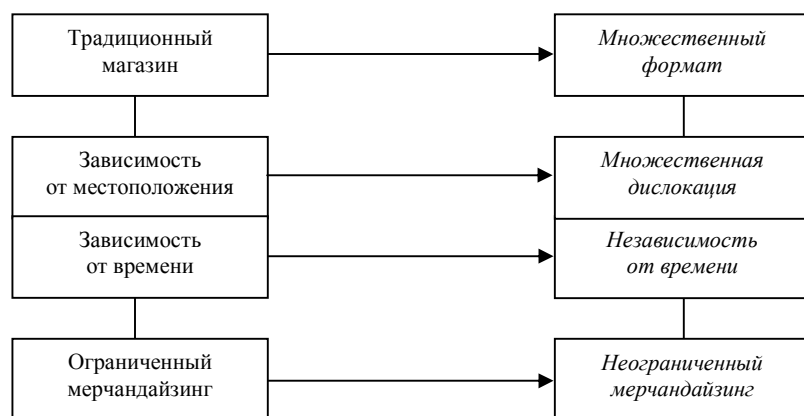 Традиционный
магазин
Множественный
формат
Зависимость
от местоположения
Множественная
дислокация
Зависимость
от времени
Независимость
от времени
Ограниченный
мерчандайзинг
Неограниченный
мерчандайзинг